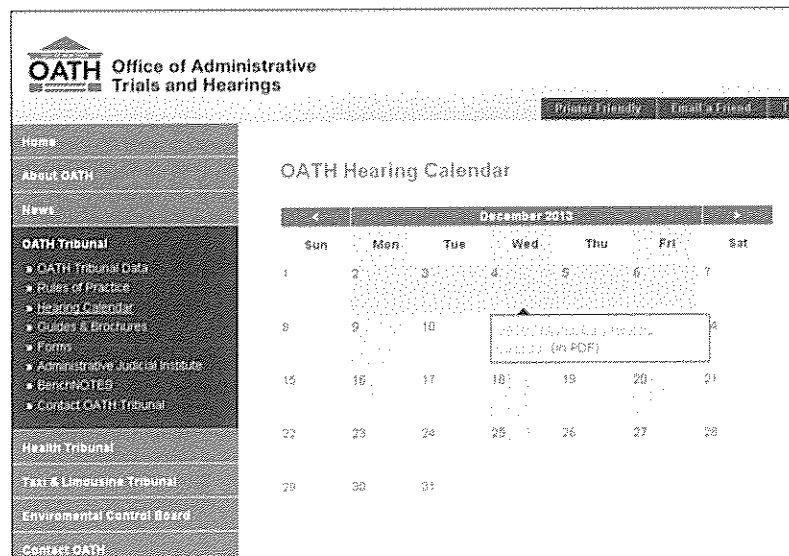 OATH Office of Administrative
Trials and Hearings
Printer Friendly Email a Friend
Home
About OATH
News
OATH Tribunal
OATH Tribunal Data
Rules of Practice
Hearing Calendar
Guides & Brochures
Forms
Administrative Judicial Institute
BenchNOTES
Contact OATH Tribunal
Health Tribunal
Taxi & Limousine Tribunal
Enviromental Control Board
Contact OATH
OATH Hearing Calendar
< December 2013 >
Sun Mon Tue Wed Thu Fri Sat
1 2 3 4 5 6 7
8 9 10
(in PDF)
15 16 17 18 19 20 21
22 23 24 25 26 27 28
29 30 31